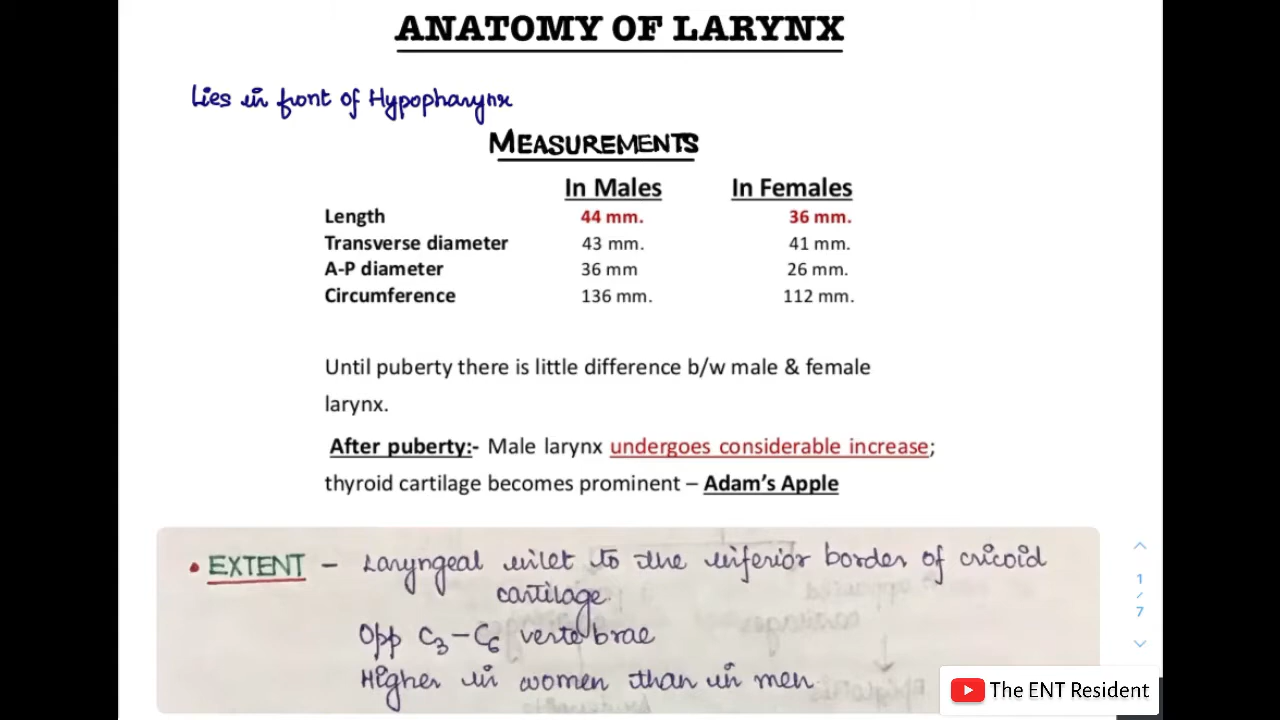 ANATOMY OF LARYNX
Lies in front of Hypopharynx
MEASUREMENTS
In Males In Females
Length 44 mm. 36 mm.
Transverse diameter 43 mm. 41 mm.
A-P diameter 36 mm 26 mm.
Circumference 136 mm. 112 mm.
Until puberty there is little difference b/w male & female
larynx.
After puberty:- Male larynx undergoes considerable increase;
thyroid cartilage becomes prominent – Adam's Apple
• EXTENT – Laryngeal inlet to the inferior border of cricoid
cartilage
Opp C3 – C6 vertebrae
Higher in women than in men
1
/
7
The ENT Resident